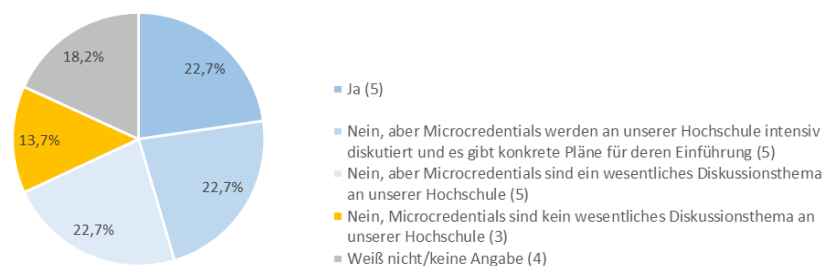 18,2%
22,7%
13,7%
22,7%
22,7%
Ja (5)
Nein, aber Microcredentials werden an unserer Hochschule intensiv
diskutiert und es gibt konkrete Pläne für deren Einführung (5)
Nein, aber Microcredentials sind ein wesentliches Diskussionsthema
an unserer Hochschule (5)
Nein, Microcredentials sind kein wesentliches Diskussionsthema an
unserer Hochschule (3)
Weiß nicht/keine Angabe (4)